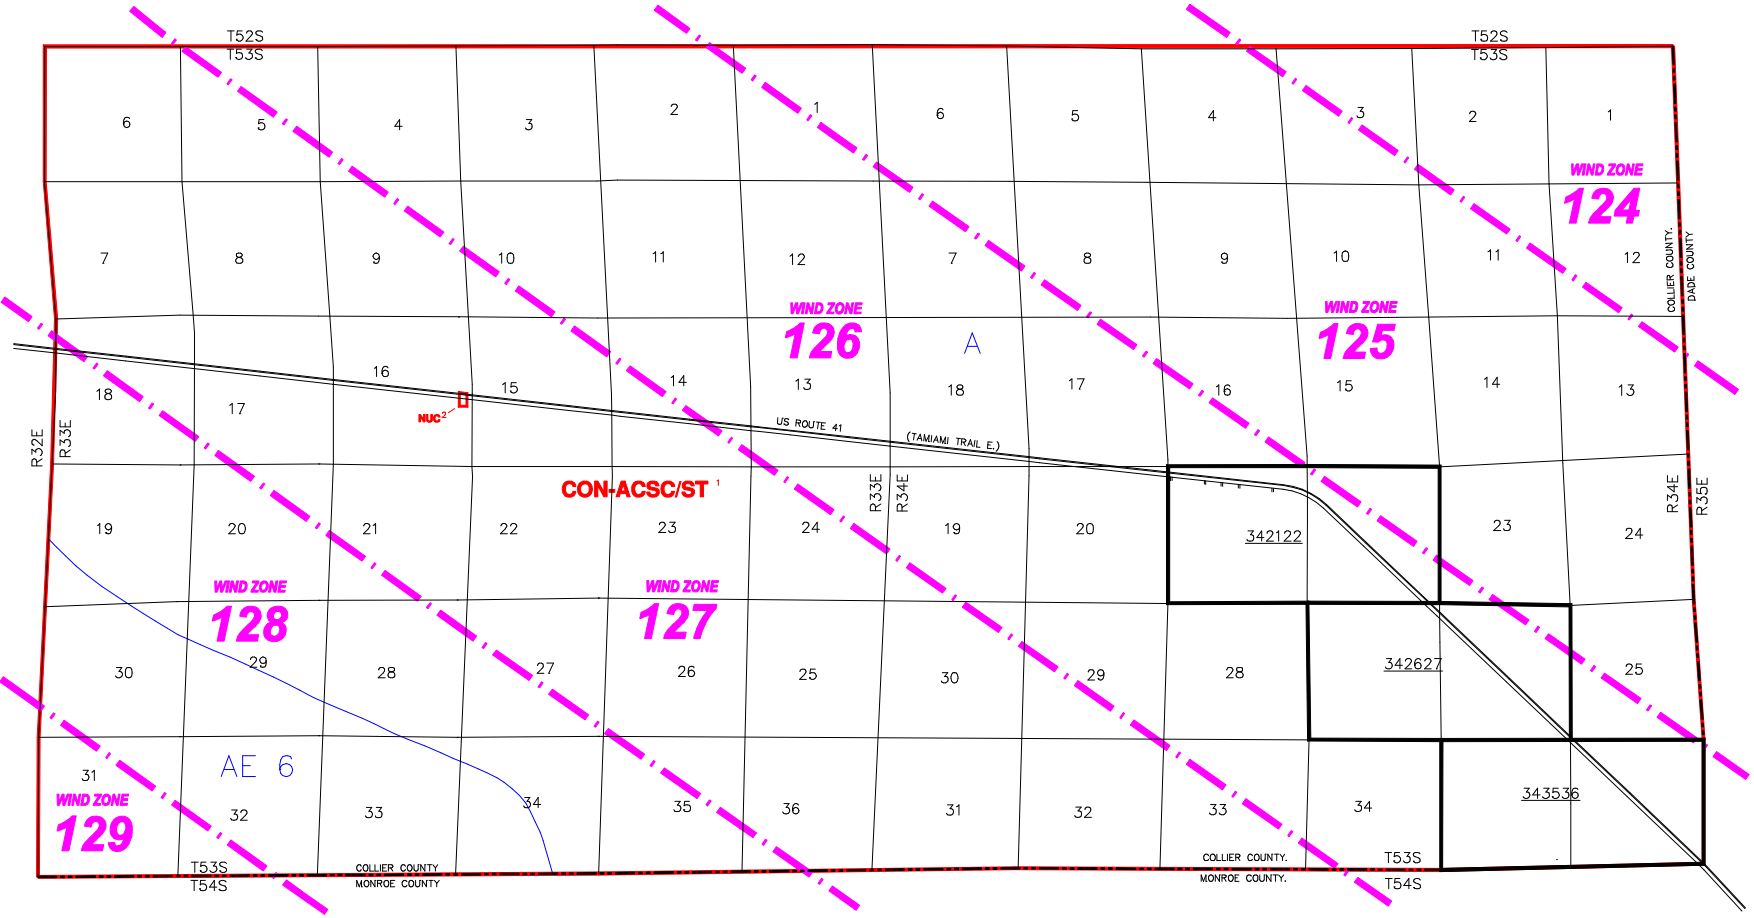 T52S
T53S
T52S
T53S
6
5
4
3
2
1
6
5
4
3
2
1
WIND ZONE
124
7
8
9
10
11
12
7
8
9
10
11
12
COLLIER COUNTY.
DADE COUNTY
WIND ZONE
126
WIND ZONE
125
A
18
17
16
15
14
13
18
17
16
15
14
13
NUC²
US ROUTE 41
(TAMIAMI TRAIL E.)
R32E
R33E
R33E
R34E
R34E
R35E
CON-ACSC/ST ¹
19
20
21
22
23
24
19
20
342122
23
24
WIND ZONE
128
WIND ZONE
127
30
29
28
27
26
25
30
29
28
342627
25
AE 6
31
32
33
34
35
36
31
32
33
34
343536
WIND ZONE
129
T53S
T54S
COLLIER COUNTY
MONROE COUNTY
COLLIER COUNTY.
MONROE COUNTY.
T53S
T54S